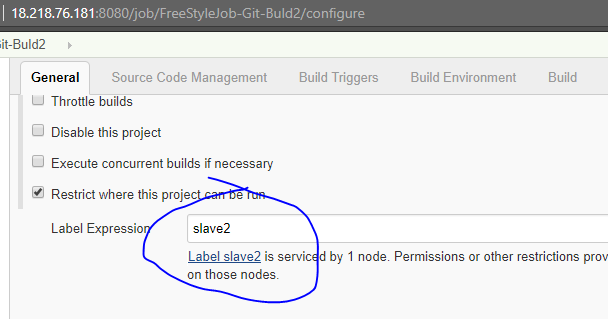 18.218.76.181:8080/job/FreeStyleJob-Git-Buld2/configure
Git-Buld2
General Source Code Management Build Triggers Build Environment Build
Throttle builds
Disable this project
Execute concurrent builds if necessary
Restrict where this project can be run
Label Expression slave2
Label slave2 is serviced by 1 node. Permissions or other restrictions prov
on those nodes.